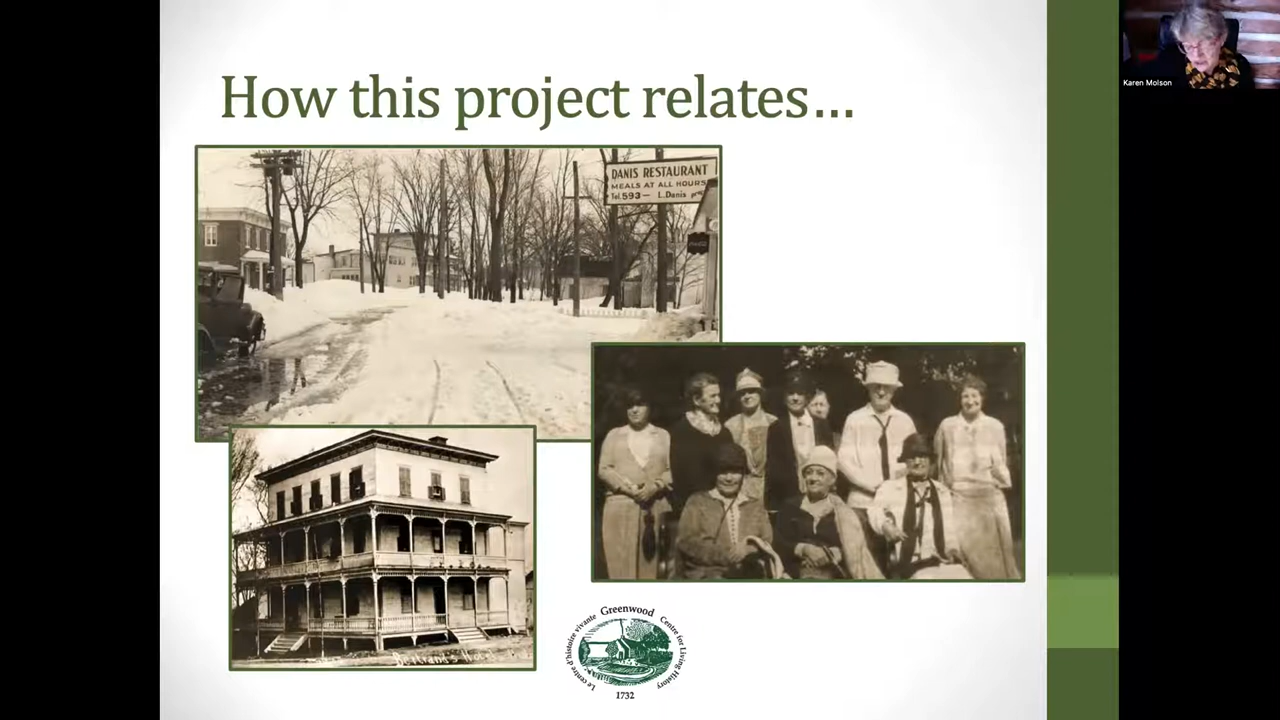 How this project relates...
Karen Molson
DANIS RESTAURANT
MEALS AT ALL HOURS
Tel. 593 — L. Danis
Greenwood
Centre for Living History
Le centre d'histoire vivante
1732